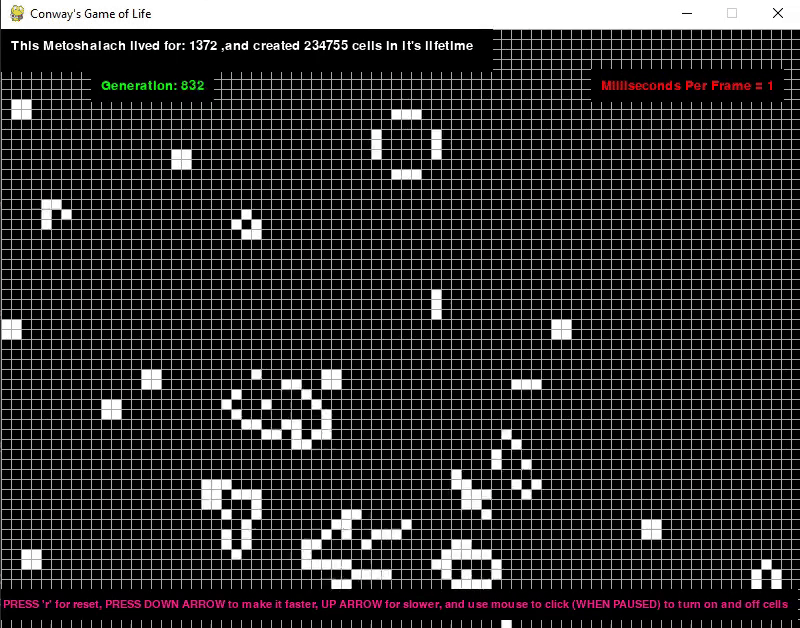 Conway's Game of Life
This Metoshalach lived for: 1372 ,and created 234755 cells in it's lifetime
Generation: 832
Milliseconds Per Frame = 1
PRESS 'r' for reset, PRESS DOWN ARROW to make it faster, UP ARROW for slower, and use mouse to click (WHEN PAUSED) to turn on and off cells